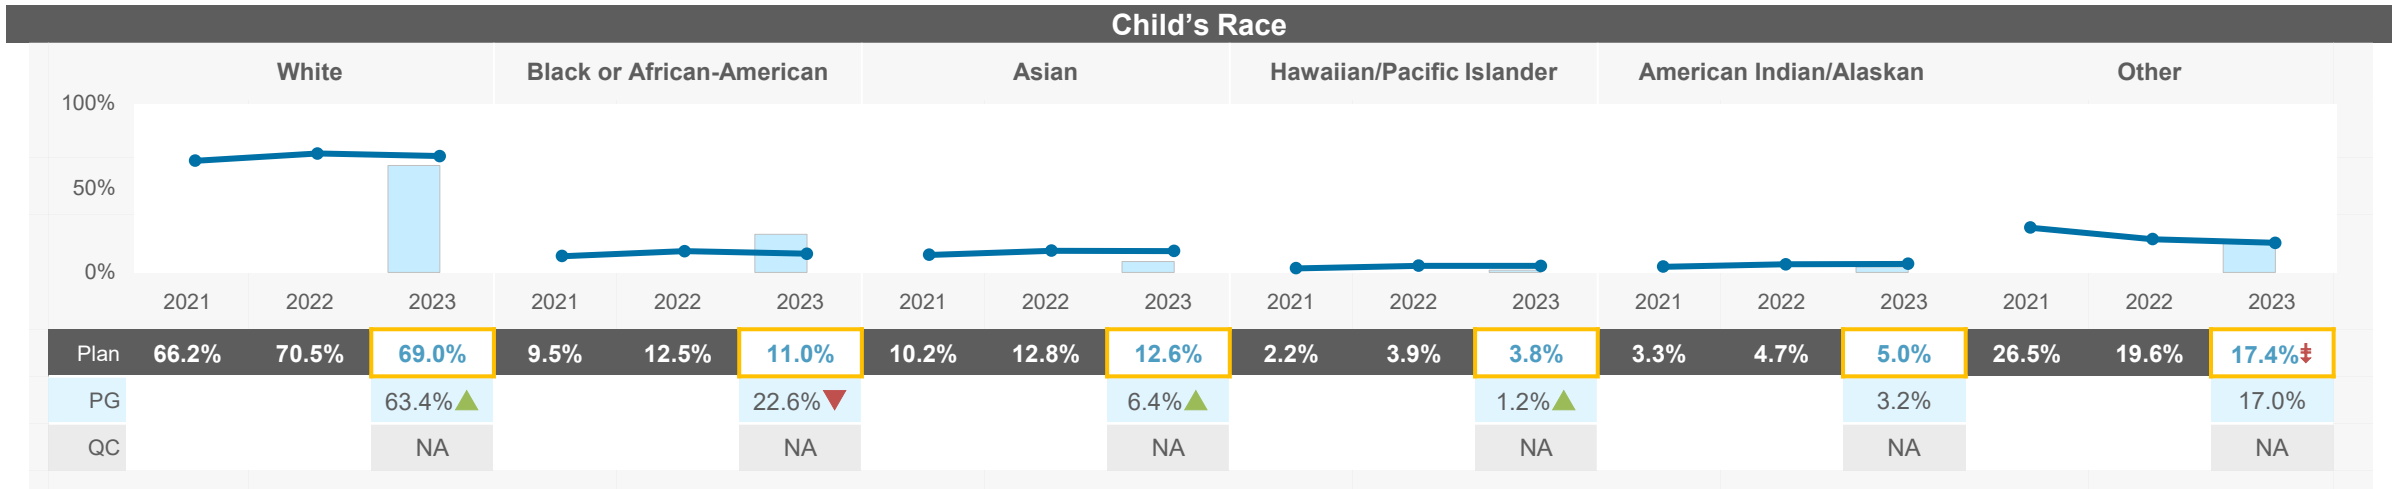 Child’s Race
White Black or African-American Asian Hawaiian/Pacific Islander American Indian/Alaskan Other
100%
50%
0%
2021 2022 2023 2021 2022 2023 2021 2022 2023 2021 2022 2023 2021 2022 2023 2021 2022 2023
Plan 66.2% 70.5% 69.0% 9.5% 12.5% 11.0% 10.2% 12.8% 12.6% 2.2% 3.9% 3.8% 3.3% 4.7% 5.0% 26.5% 19.6% 17.4%‡
PG 63.4%▲ 22.6%▼ 6.4%▲ 1.2%▲ 3.2% 17.0%
QC NA NA NA NA NA NA